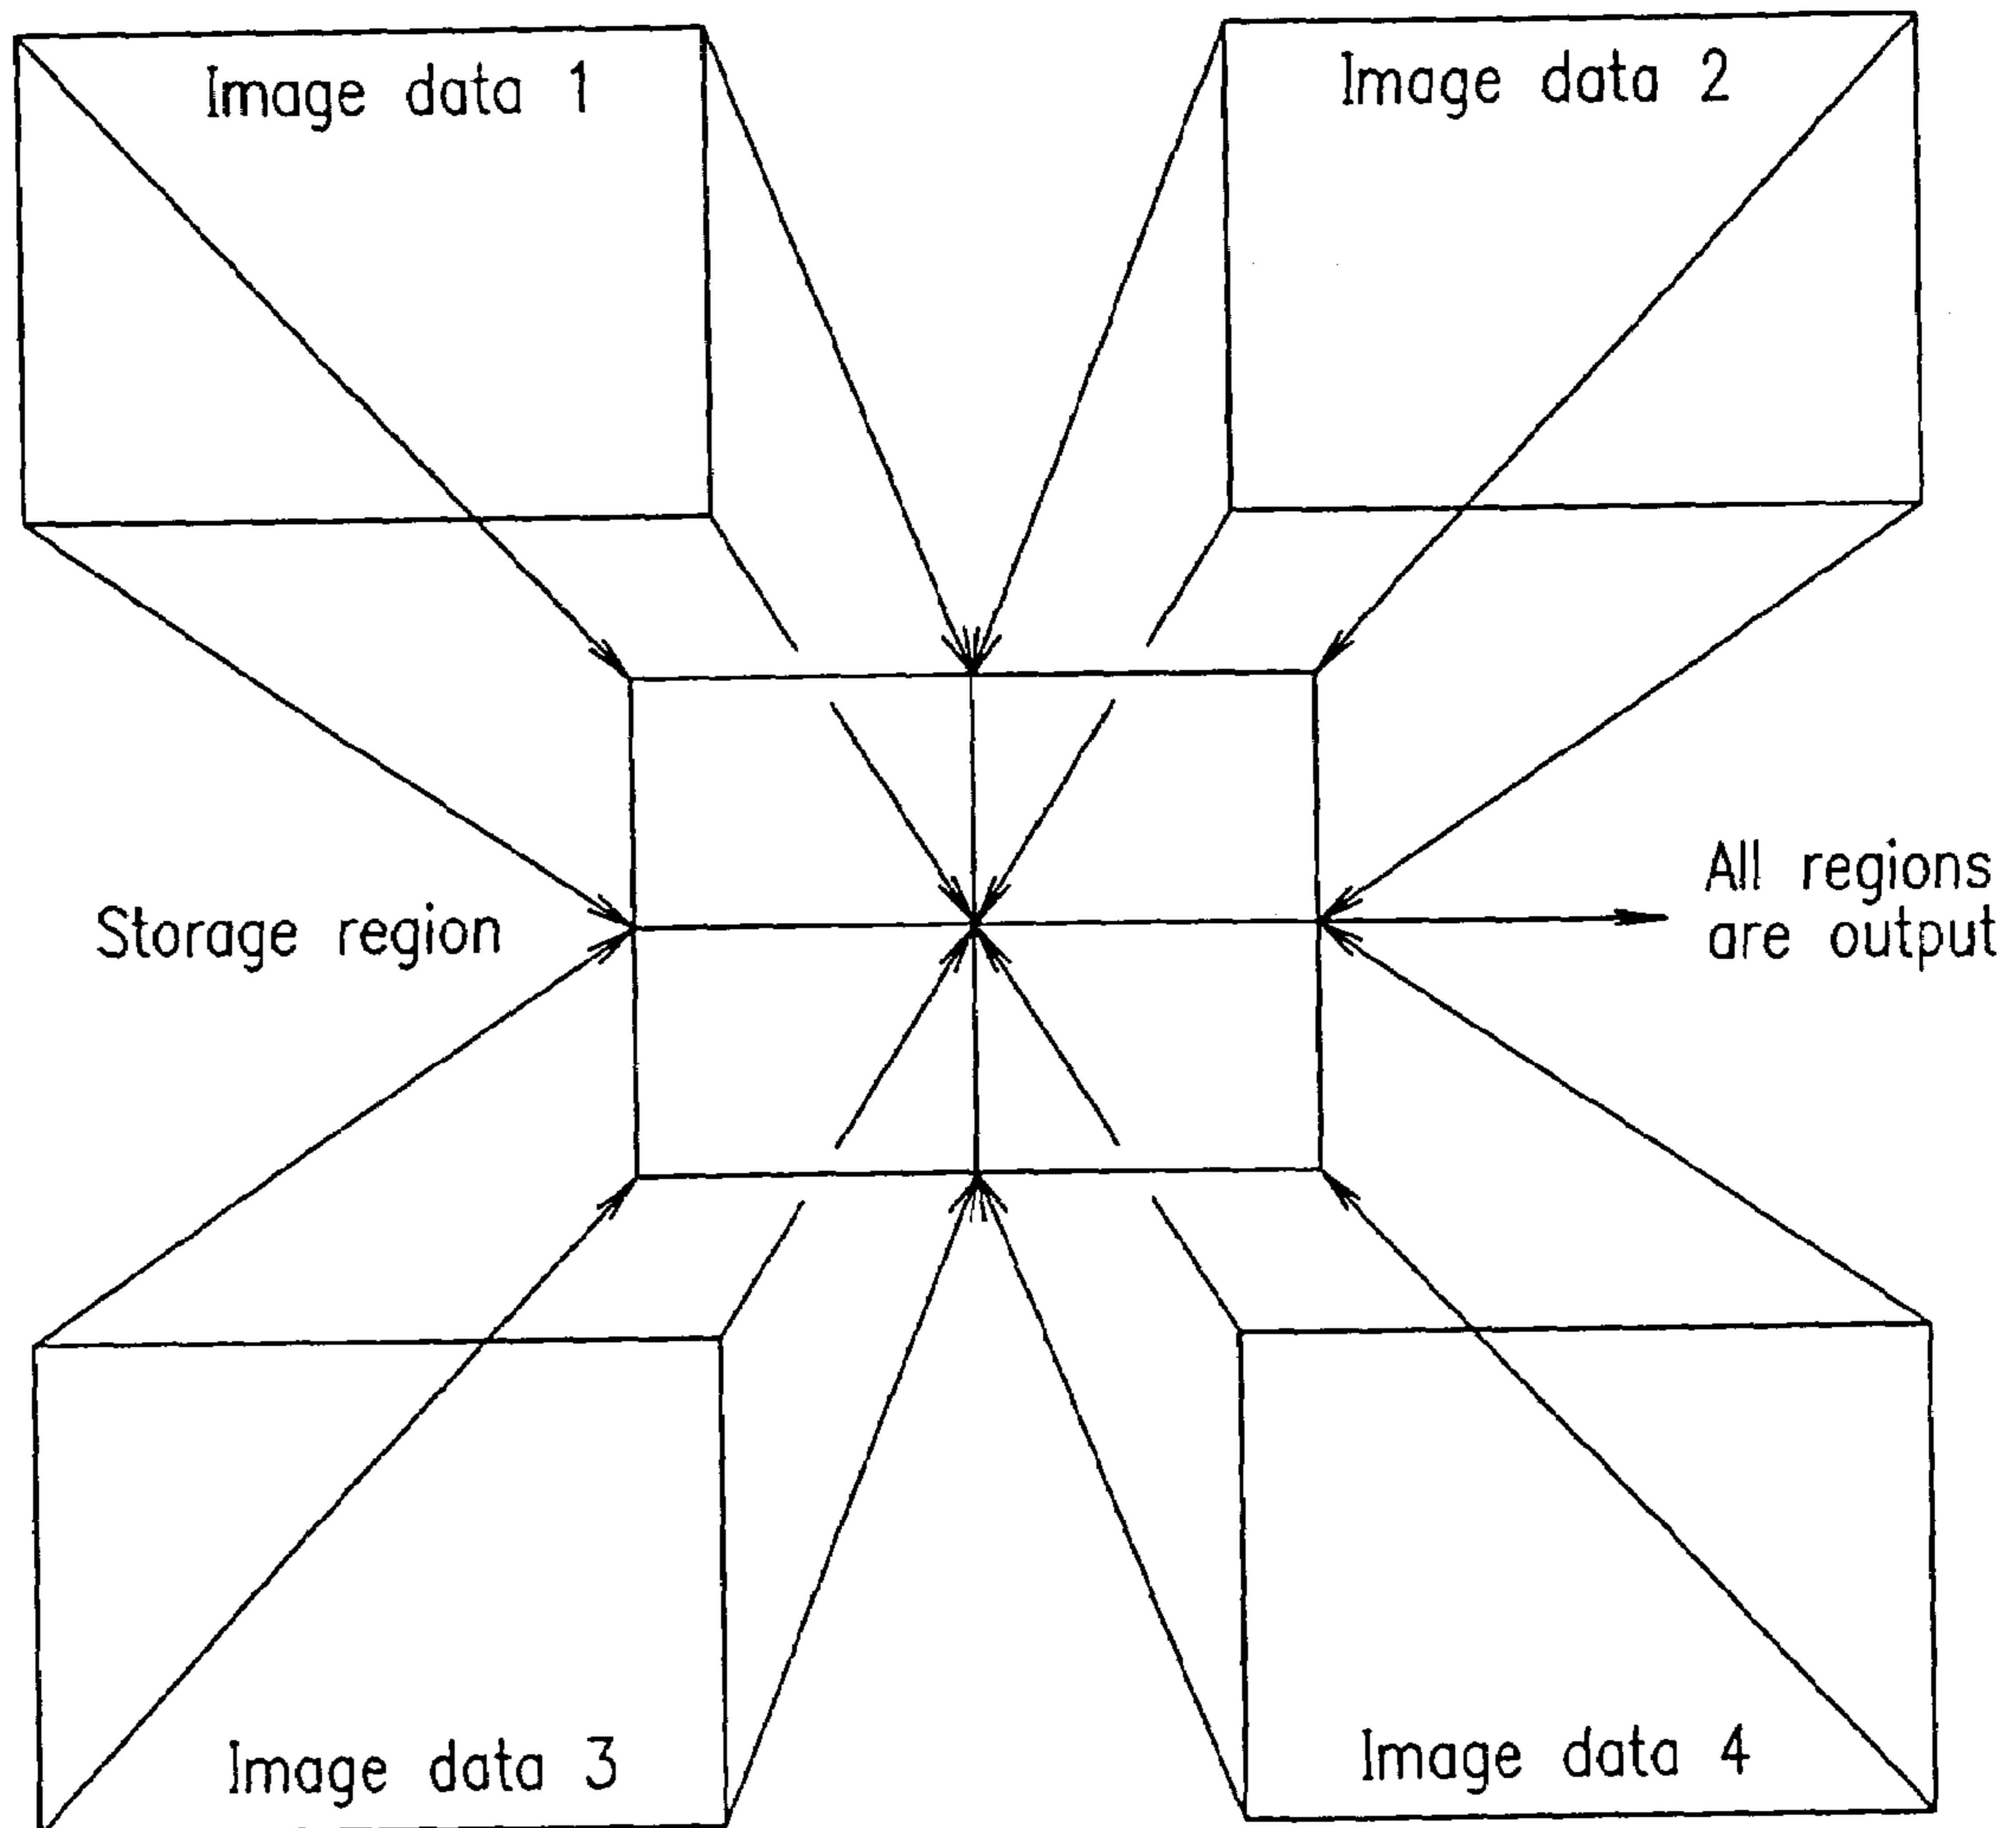 Image data 1
Image data 2
Storage region
All regions
are output
Image data 3
Image data 4